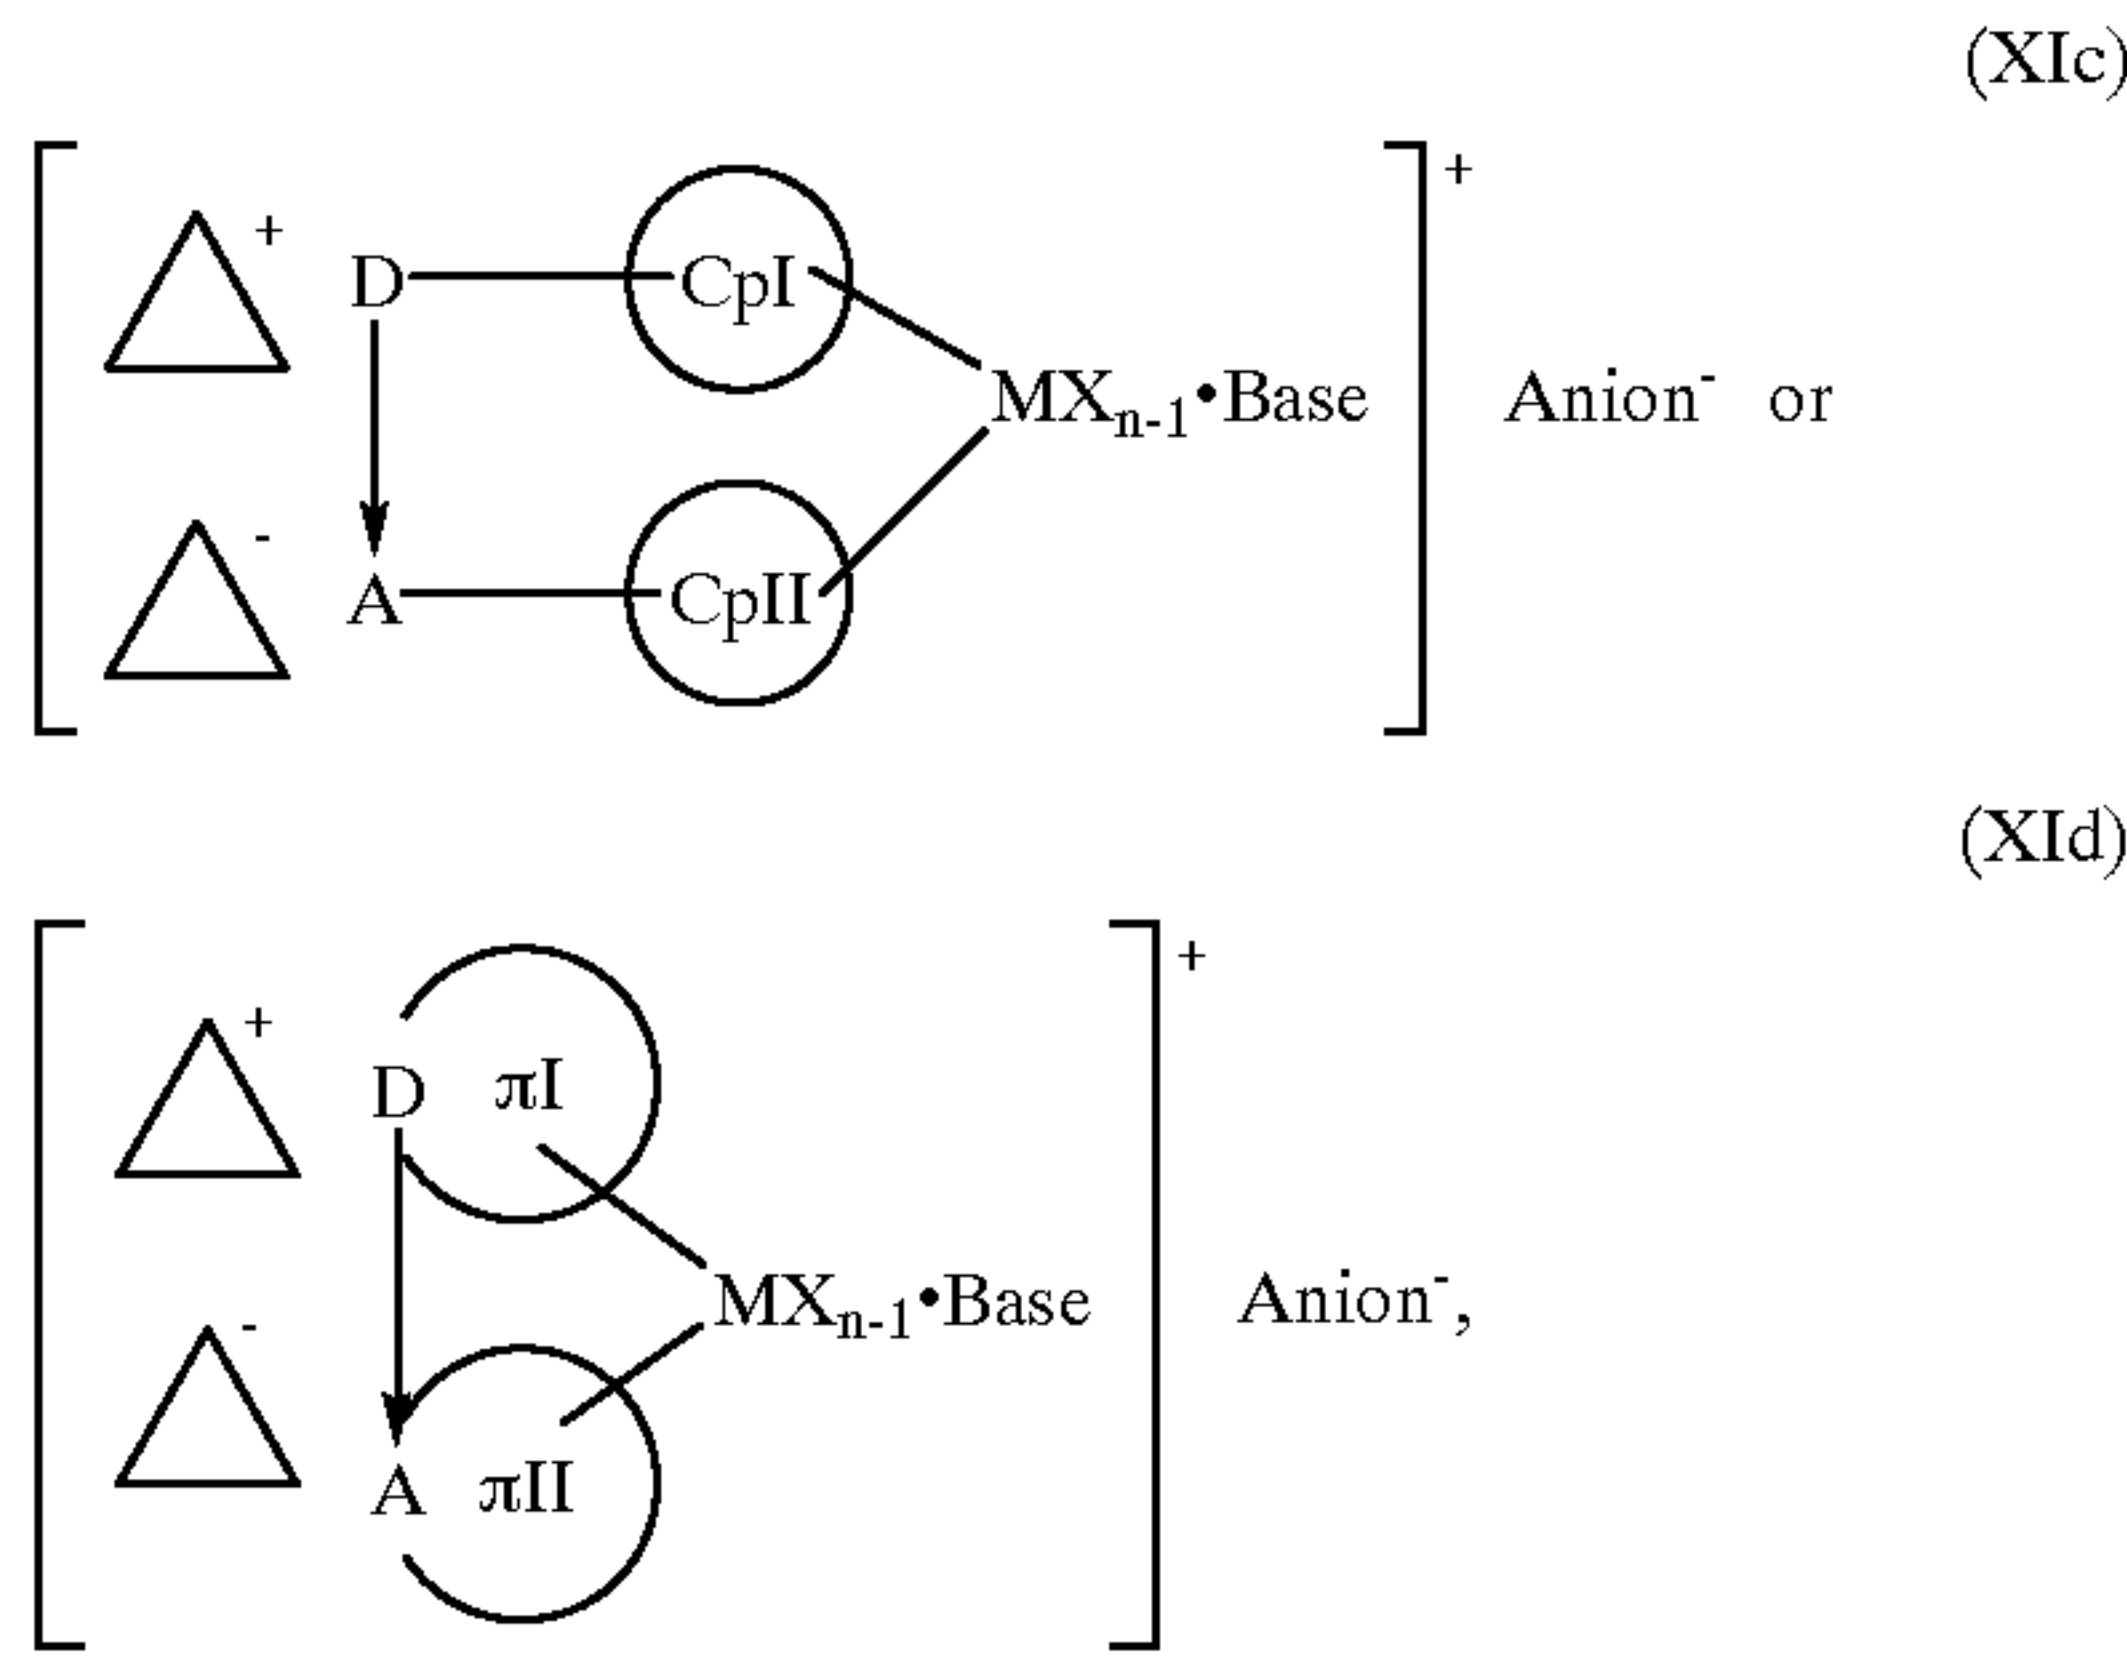 (XIc)
+
+
D CpI
MXn-1•Base Anion- or
-
A CpII
(XId)
+
+
D πI
MXn-1•Base Anion-,
-
A πII